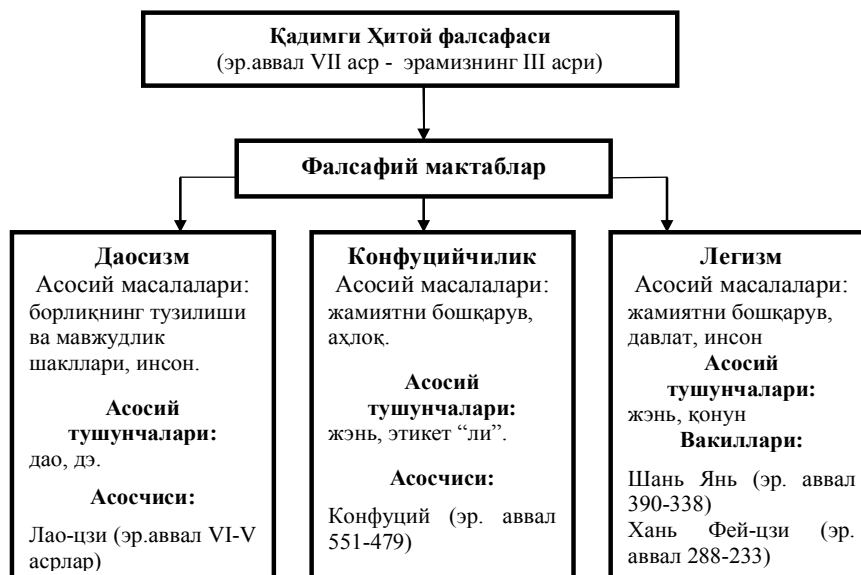 Қадимги Ҳитой фалсафаси
(эр.аввал VII аср - эрамизнинг III асри)
Фалсафий мактаблар
Даосизм
Асосий масалалари:
борлиқнинг тузилиши
ва мавжудлик
шакллари, инсон.
Асосий
тушунчалари:
дао, дэ.
Асосчиси:
Лао-цзи (эр.аввал VI-V
асрлар)
Конфуцийчилик
Асосий масалалари:
жамиятни бошқарув,
аҳлоқ.
Асосий
тушунчалари:
жэнь, этикет “ли”.
Асосчиси:
Конфуций (эр. аввал
551-479)
Легизм
Асосий масалалари:
жамиятни бошқарув,
давлат, инсон
Асосий
тушунчалари:
жэнь, қонун
Вакиллари:
Шань Янь (эр. аввал
390-338)
Хань Фей-цзи (эр.
аввал 288-233)